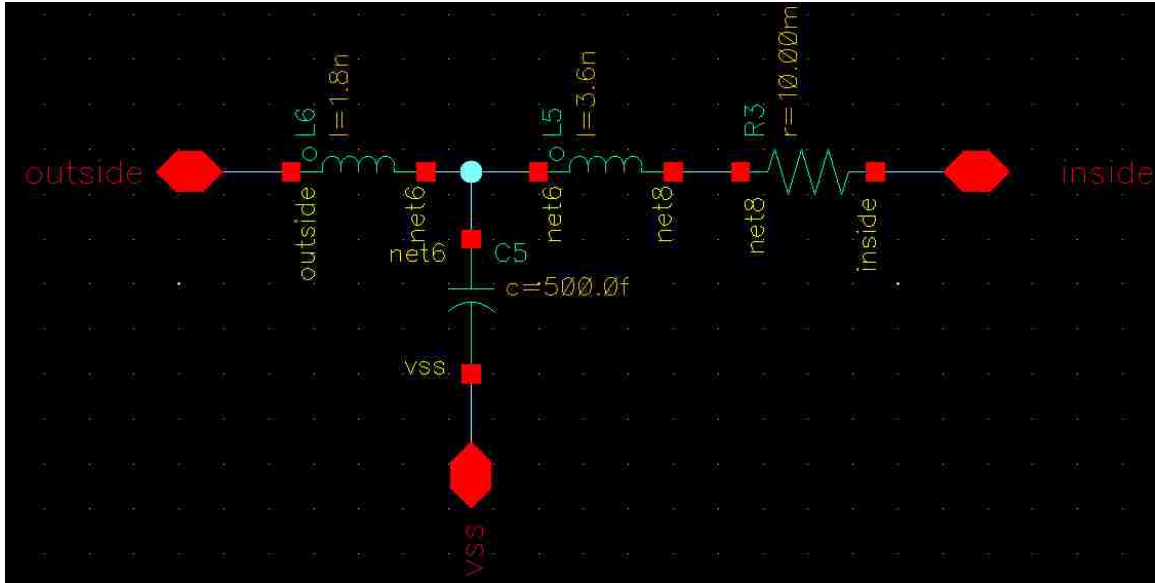 L6
l=1.8n
L5
l=3.6n
R3
r=10.00m
outside
inside
outside
net6
net6
net8
net8
inside
net6
C5
c=500.0f
vss
vss